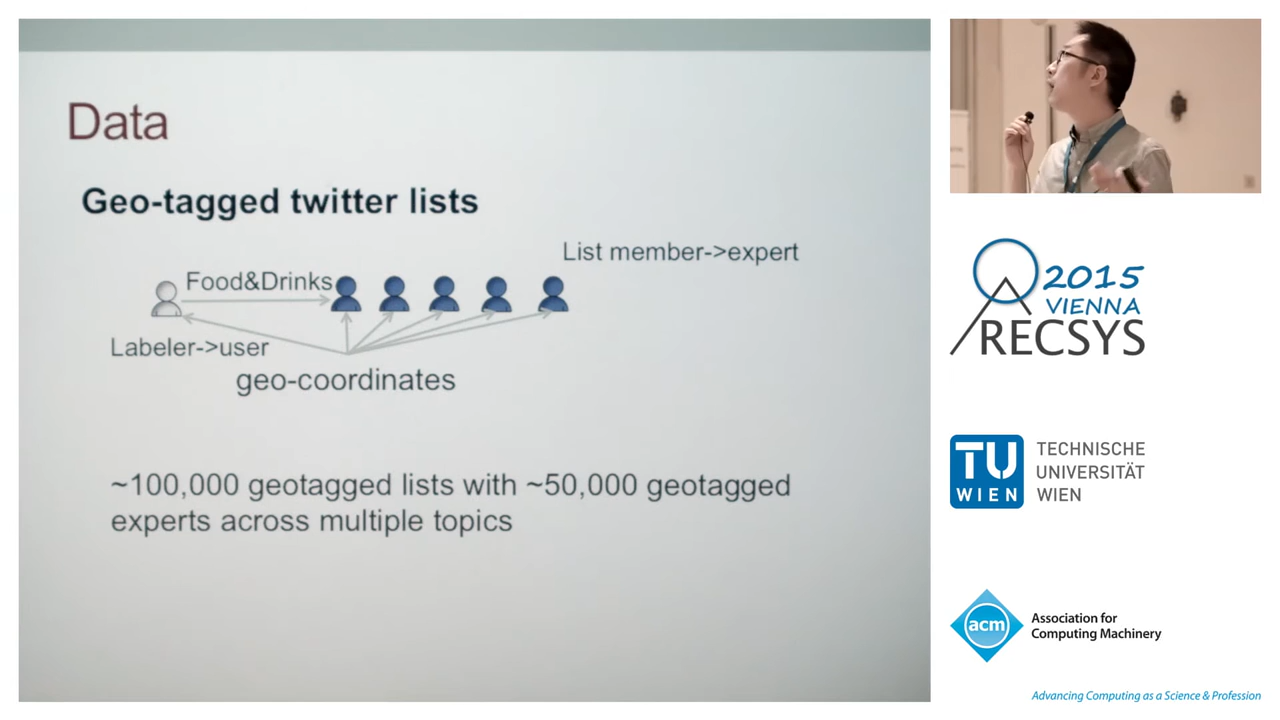 Data
Geo-tagged twitter lists
List member->expert
Food&Drinks
Labeler->user
geo-coordinates
~100,000 geotagged lists with ~50,000 geotagged
experts across multiple topics
2015
VIENNA
RECSYS
TU
WIEN
TECHNISCHE
UNIVERSITÄT
WIEN
acm
Association for
Computing Machinery
Advancing Computing as a Science & Profession